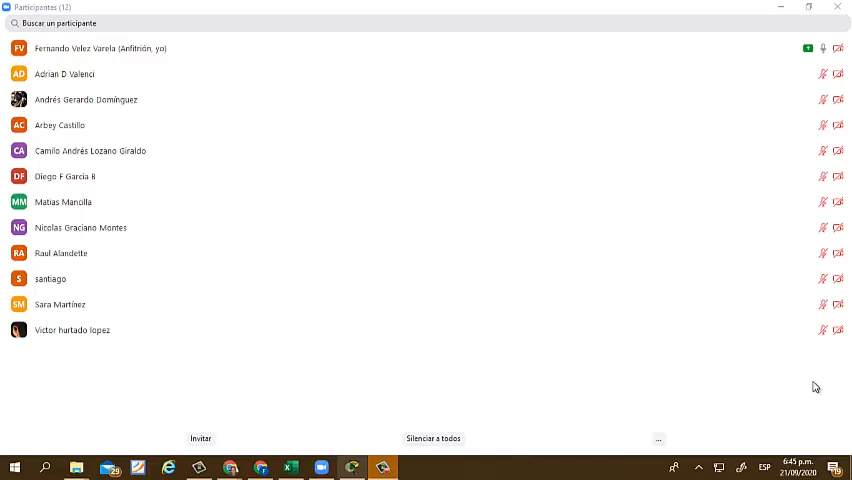 Participantes (12)
Buscar un participante
FV Fernando Velez Varela (Anfitrión, yo)
AD Adrian D Valenci
Andrés Gerardo Domínguez
AC Arbey Castillo
CA Camilo Andrés Lozano Giraldo
DF Diego F Garcia B
MM Matias Mancilla
NG Nicolas Graciano Montes
RA Raul Alandette
S santiago
SM Sara Martínez
Victor hurtado lopez
Invitar Silenciar a todos ...
29 ESP 6:45 p.m. 19
21/09/2020